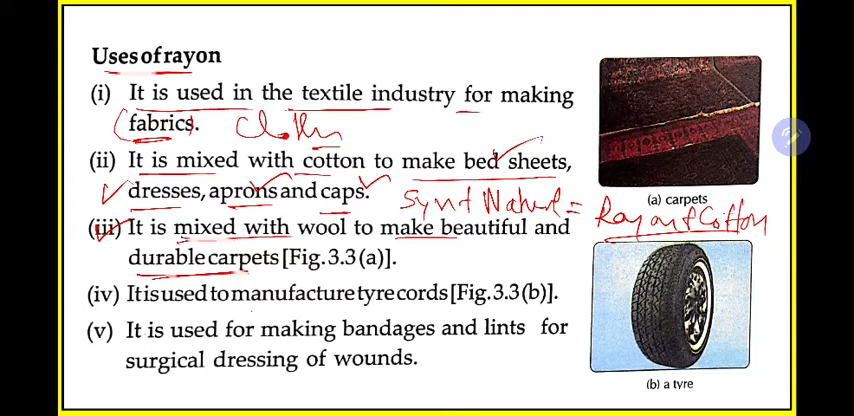 Uses of rayon
(i) It is used in the textile industry for making
fabrics. Cloths
(ii) It is mixed with cotton to make bed sheets,
dresses, aprons and caps.
Synt + Natural = Rayon + Cotton
(a) carpets
(iii) It is mixed with wool to make beautiful and
durable carpets [Fig. 3.3 (a)].
(iv) It is used to manufacture tyre cords [Fig. 3.3 (b)].
(v) It is used for making bandages and lints for
surgical dressing of wounds.
(b) a tyre